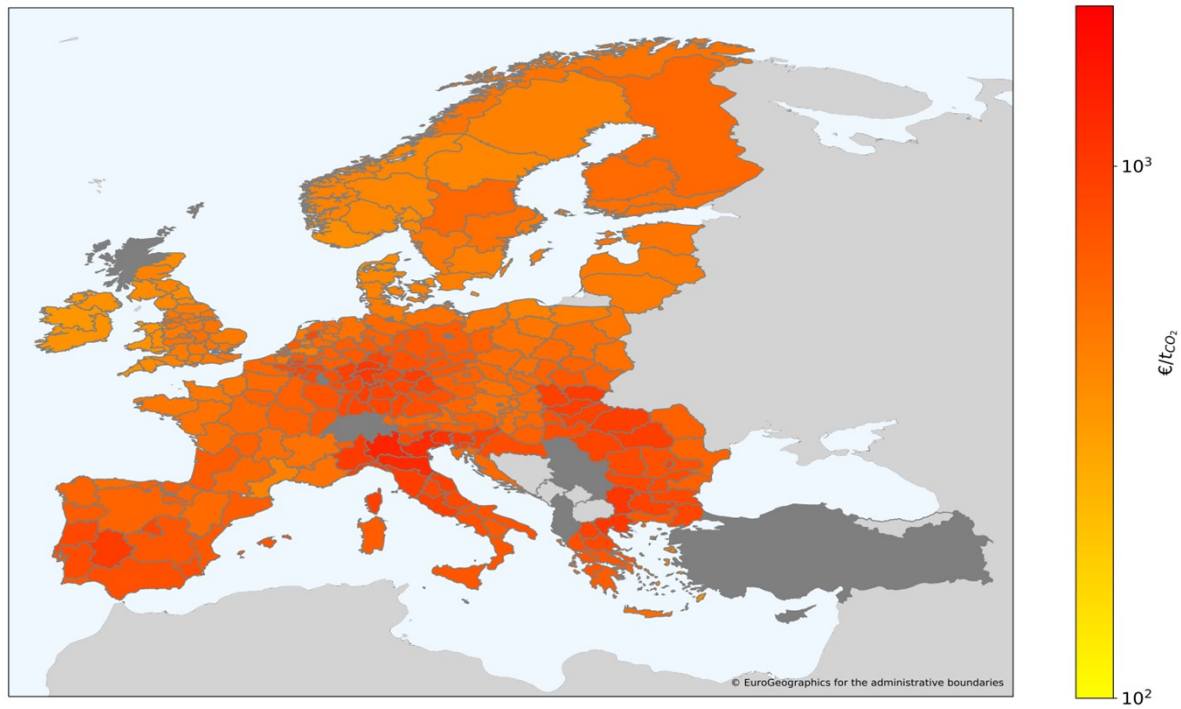 10³
€/tCO₂
10²
© EuroGeographics for the administrative boundaries